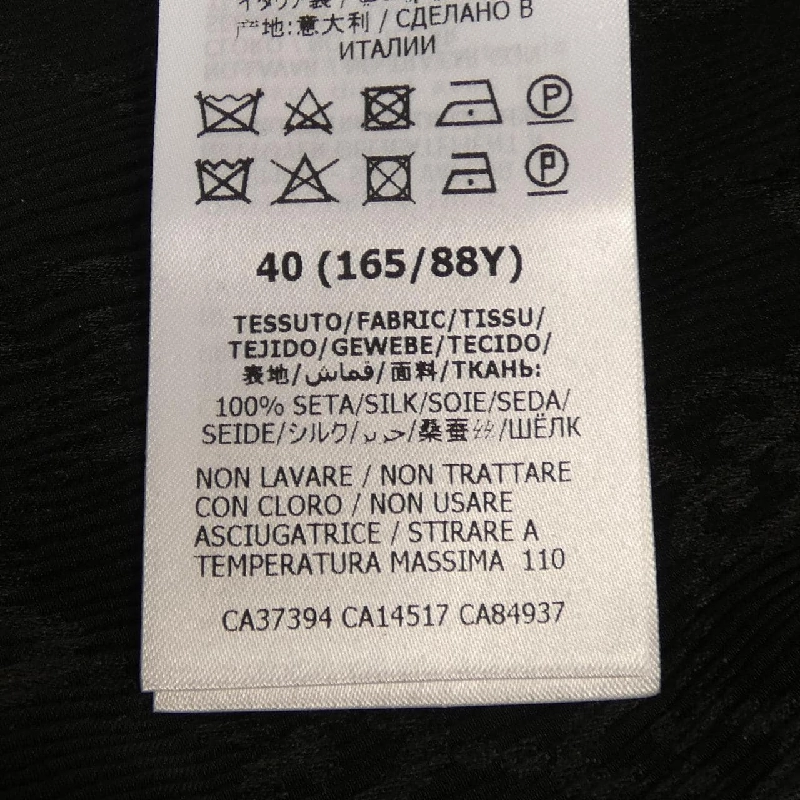 产地:意大利 / СДЕЛАНО В
ИТАЛИИ
P
P
40 (165/88Y)
TESSUTO/FABRIC/TISSU/
TEJIDO/GEWEBE/TECIDO/
表地/قماش/面料/ТКАНЬ:
100% SETA/SILK/SOIE/SEDA/
SEIDE/シルク/حرير/桑蚕丝/ШЁЛК
NON LAVARE / NON TRATTARE
CON CLORO / NON USARE
ASCIUGATRICE / STIRARE A
TEMPERATURA MASSIMA 110
CA37394 CA14517 CA84937